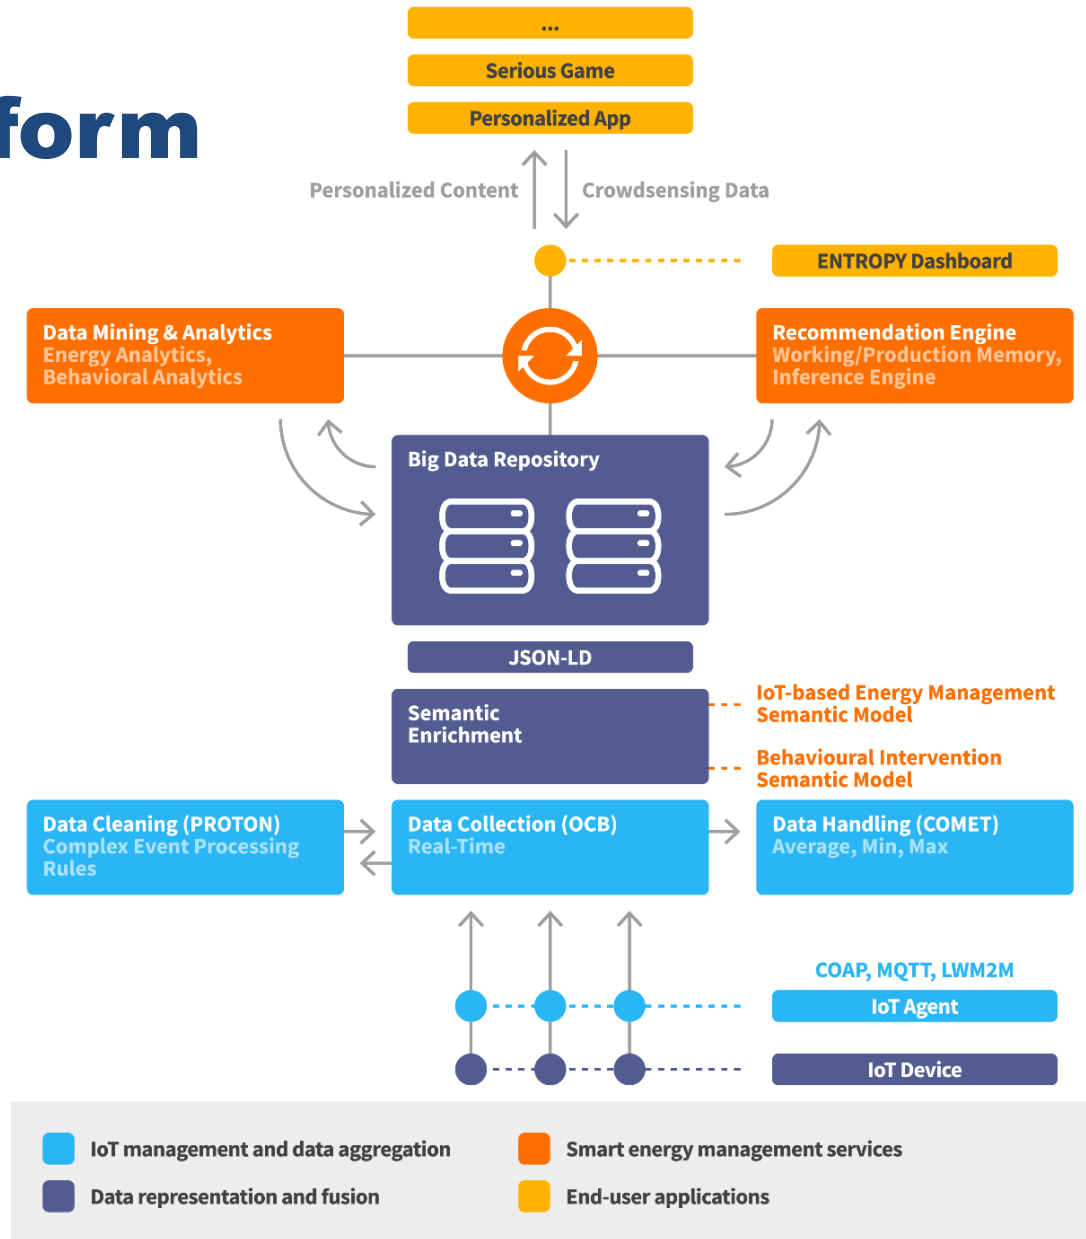 ...
Serious Game
form
Personalized App
Personalized Content
Crowdsensing Data
ENTROPY Dashboard
Data Mining & Analytics
Energy Analytics,
Behavioral Analytics
Recommendation Engine
Working/Production Memory,
Inference Engine
Big Data Repository
JSON-LD
Semantic
Enrichment
IoT-based Energy Management
Semantic Model
Behavioural Intervention
Semantic Model
Data Cleaning (PROTON)
Complex Event Processing
Rules
Data Collection (OCB)
Real-Time
Data Handling (COMET)
Average, Min, Max
COAP, MQTT, LWM2M
IoT Agent
IoT Device
IoT management and data aggregation
Smart energy management services
Data representation and fusion
End-user applications